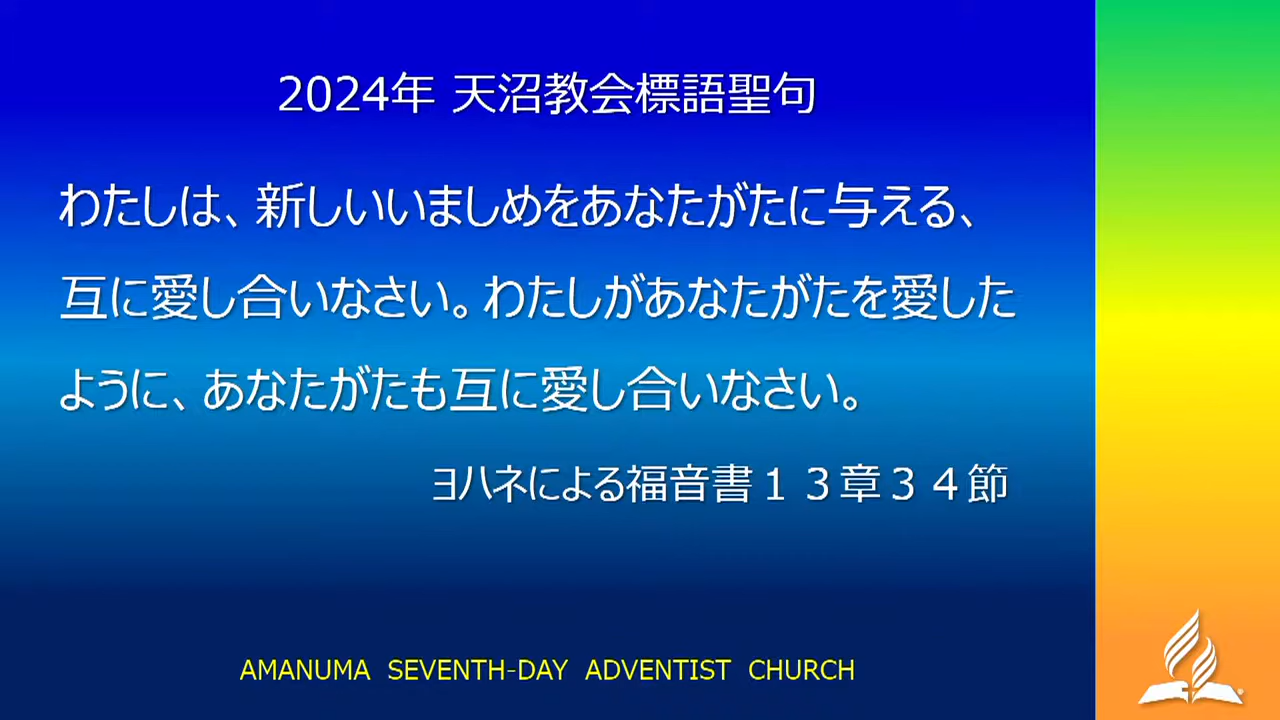 2024年 天沼教会標語聖句
わたしは、新しいいましめをあなたがたに与える、
互に愛し合いなさい。わたしがあなたがたを愛した
ように、あなたがたも互に愛し合いなさい。
ヨハネによる福音書１３章３４節
AMANUMA SEVENTH-DAY ADVENTIST CHURCH